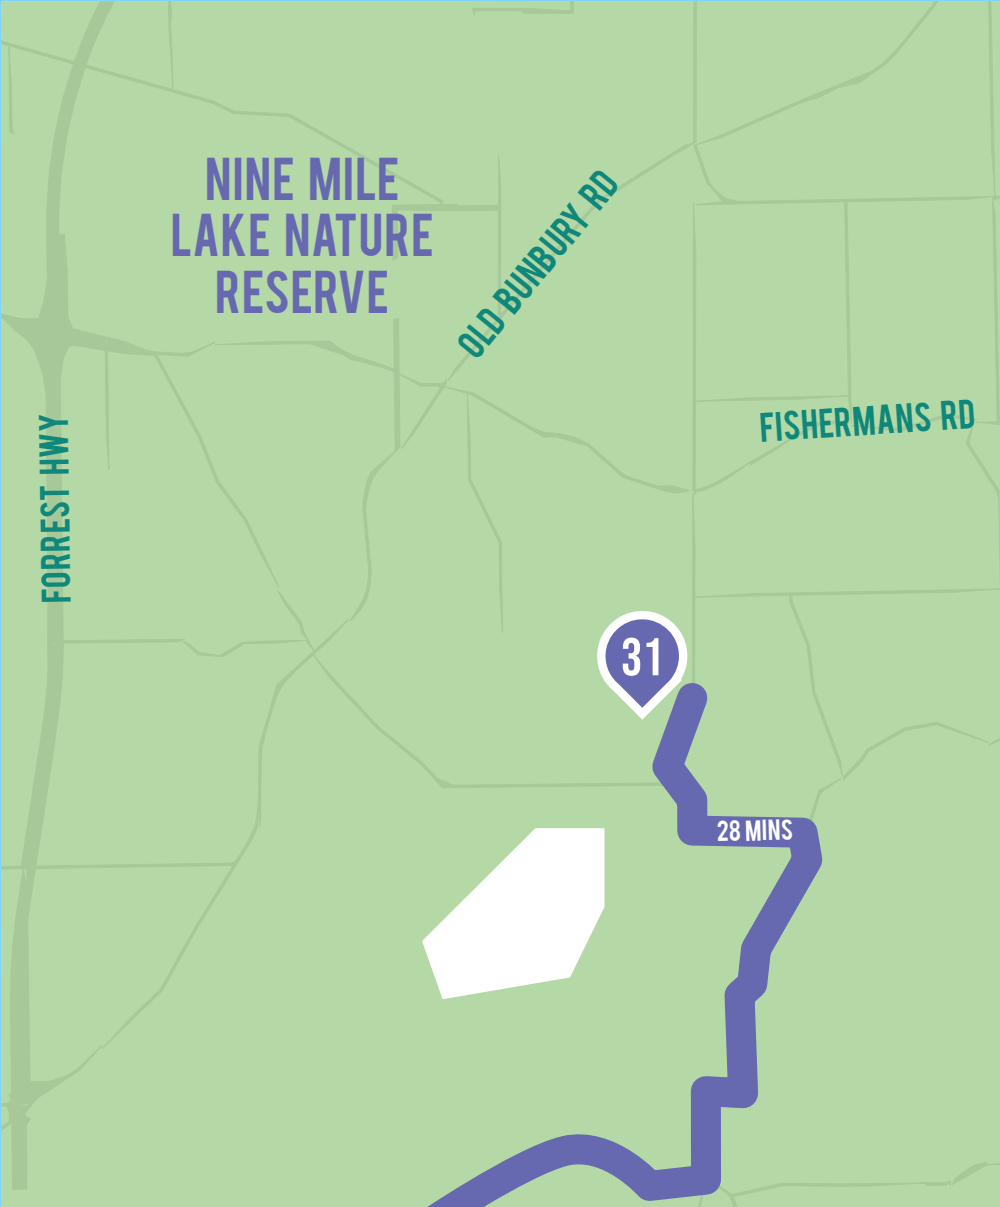 NINE MILE
LAKE NATURE
RESERVE
OLD BUNBURY RD
FISHERMANS RD
FORREST HWY
31
28 MINS